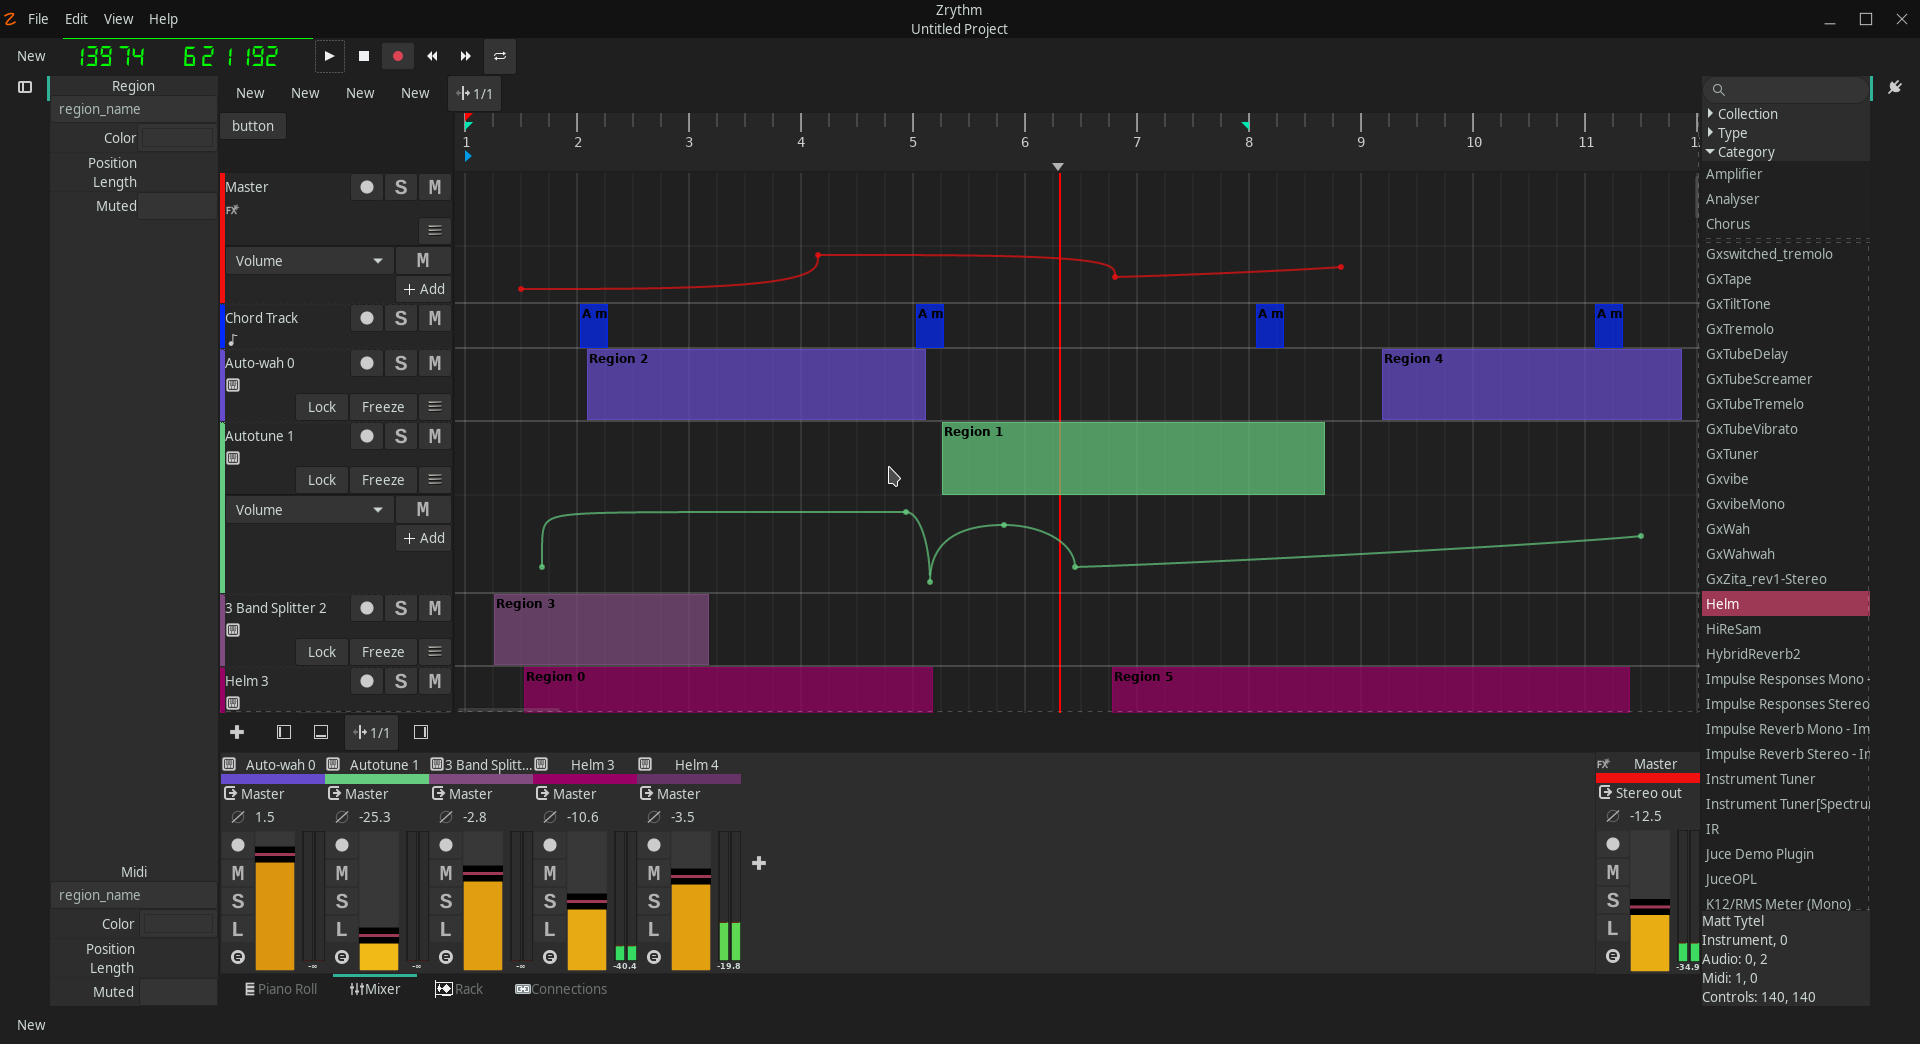 Zrythm
File Edit View Help
Untitled Project
New 139 74 6 2 1 192
Region
region_name
Color
Position
Length
Muted
New New New New 1/1
button
1 2 3 4 5 6 7 8 9 10 11
Master S M
FX
Volume M
Add
Chord Track S M
A m A m A m A m
Auto-wah 0 S M
Lock Freeze
Region 2 Region 4
Autotune 1 S M
Lock Freeze
Region 1
Volume M
Add
3 Band Splitter 2 S M
Lock Freeze
Region 3
Helm 3 S M
Region 0 Region 5
1/1
Auto-wah 0 Autotune 1 3 Band Splitt... Helm 3 Helm 4 FX Master
Master Master Master Master Master Stereo out
1.5 -25.3 -2.8 -10.6 -3.5 -12.5
M M M M M M
S S S S S S
L L L L L L
-∞ -∞ -∞ -40.4 -19.8 -34.9
Piano Roll Mixer Rack Connections
Midi
region_name
Color
Position
Length
Muted
New
Collection
Type
Category
Amplifier
Analyser
Chorus
Gxswitched_tremolo
GxTape
GxTiltTone
GxTremolo
GxTubeDelay
GxTubeScreamer
GxTubeTremelo
GxTubeVibrato
GxTuner
Gxvibe
GxvibeMono
GxWah
GxWahwah
GxZita_rev1-Stereo
Helm
HiReSam
HybridReverb2
Impulse Responses Mono -
Impulse Responses Stereo
Impulse Reverb Mono - Im
Impulse Reverb Stereo - Ir
Instrument Tuner
Instrument Tuner[Spectru
IR
Juce Demo Plugin
JuceOPL
K12/RMS Meter (Mono)
Matt Tytel
Instrument, 0
Audio: 0, 2
Midi: 1, 0
Controls: 140, 140